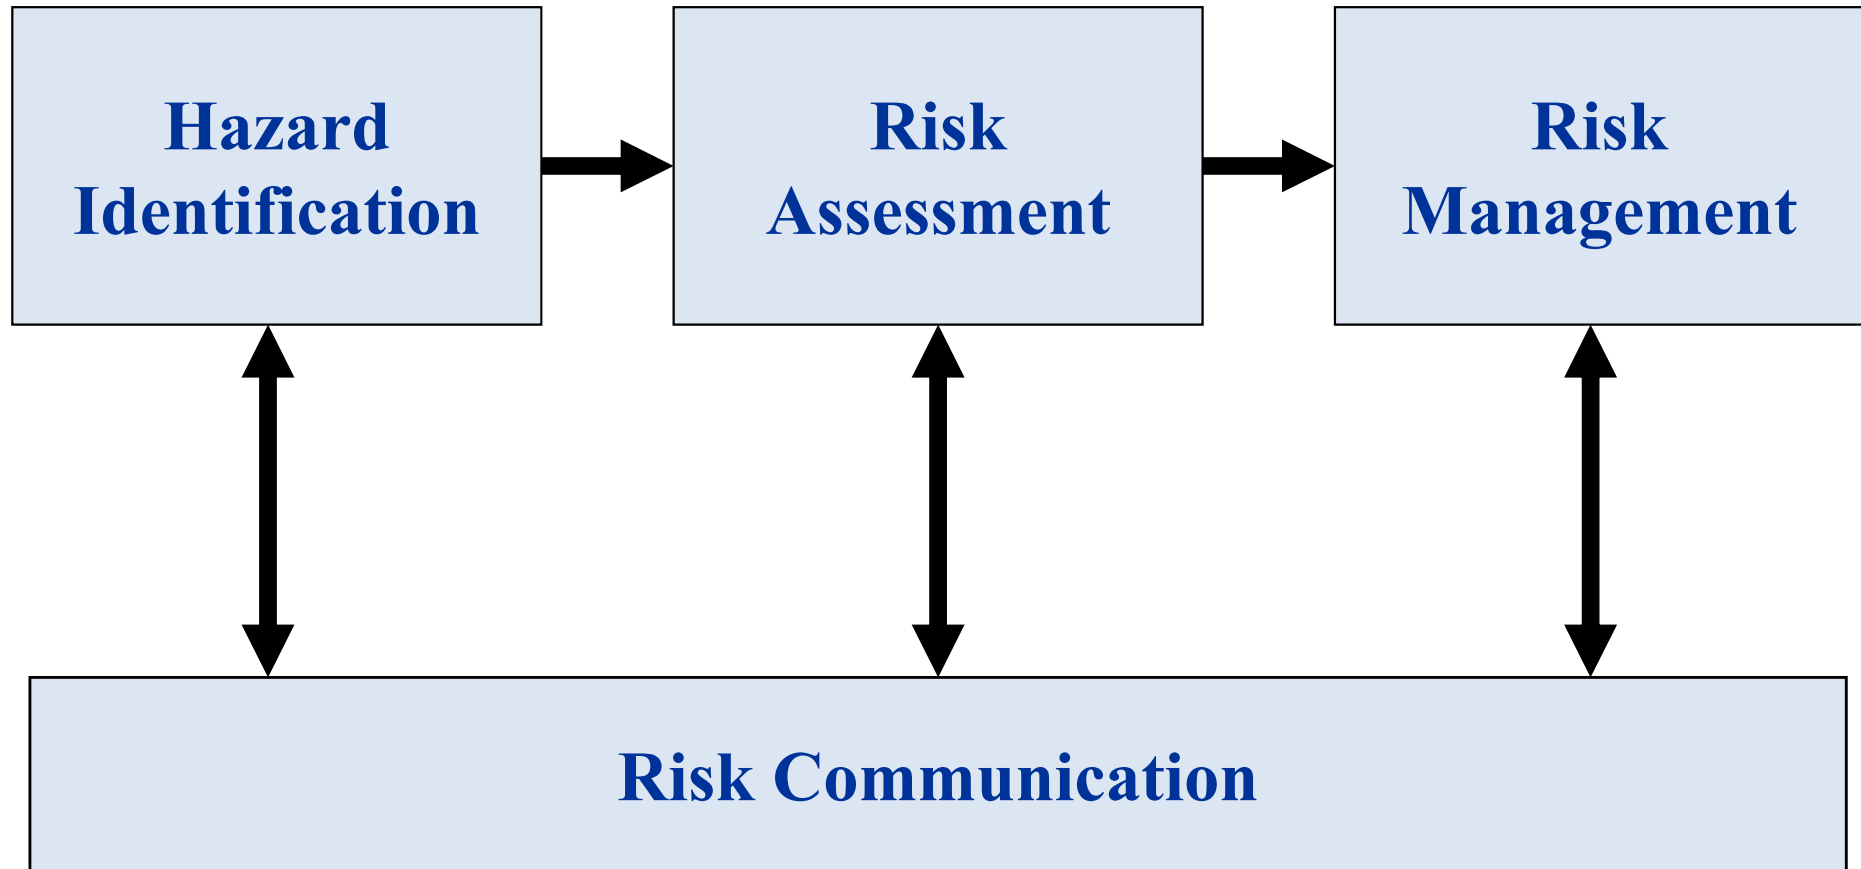 Hazard
Identification
Risk
Assessment
Risk
Management
Risk Communication